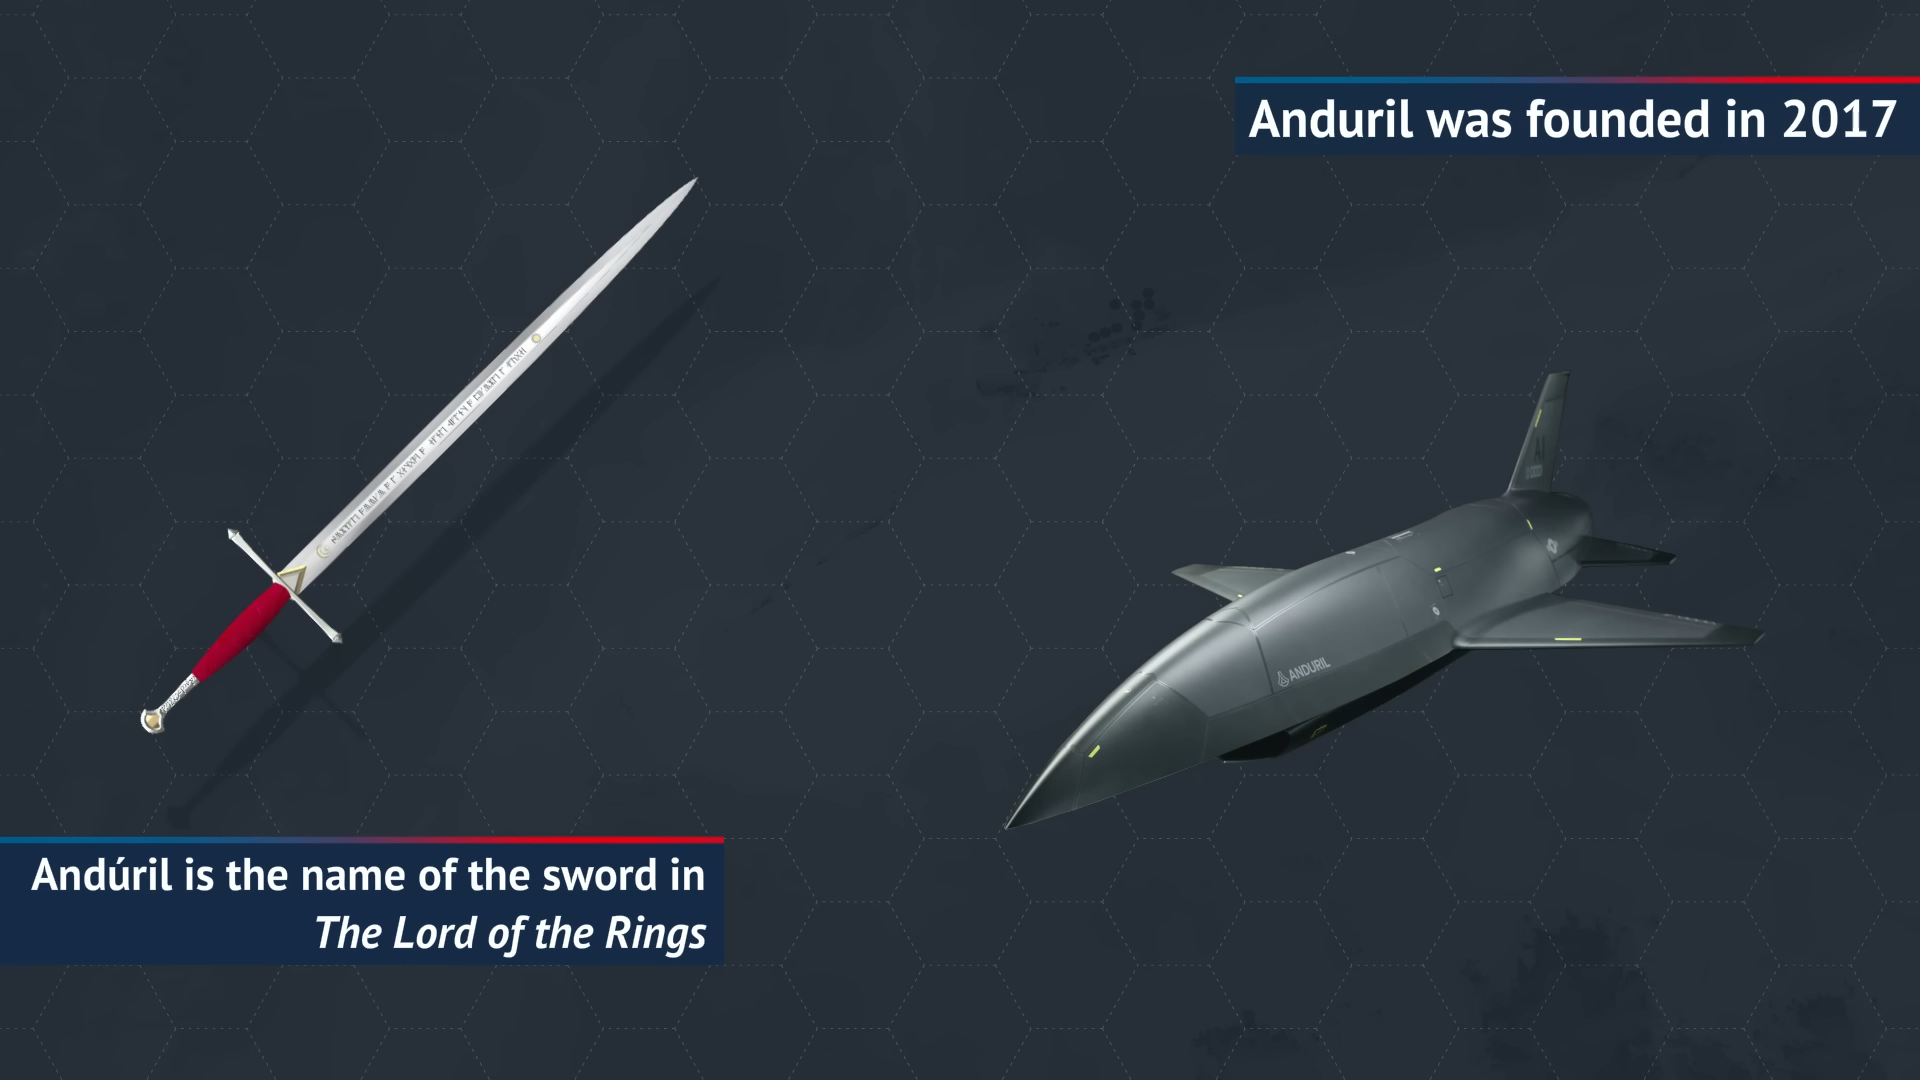 Anduril was founded in 2017
ANDURIL
Andúril is the name of the sword in
The Lord of the Rings